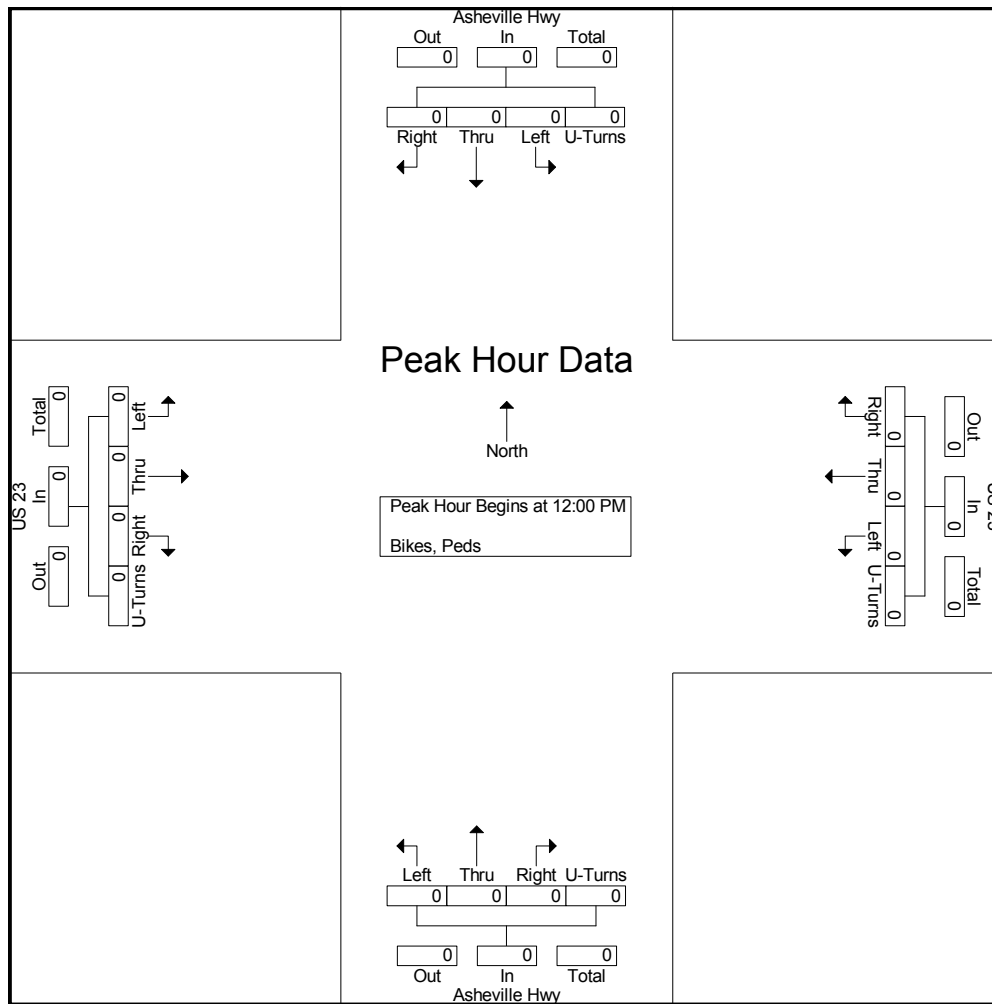 Asheville Hwy
Out In Total
0 0 0
0 0 0 0
Right Thru Left U-Turns
Peak Hour Data
North
Peak Hour Begins at 12:00 PM
Bikes, Peds
US 23
Total In Out
0 0 0
0 0 0 0
Left Thru Right U-Turns
Right Thru Left U-Turns
0 0 0 0
0 0 0
Out In Total
Left Thru Right U-Turns
0 0 0 0
0 0 0
Out In Total
Asheville Hwy